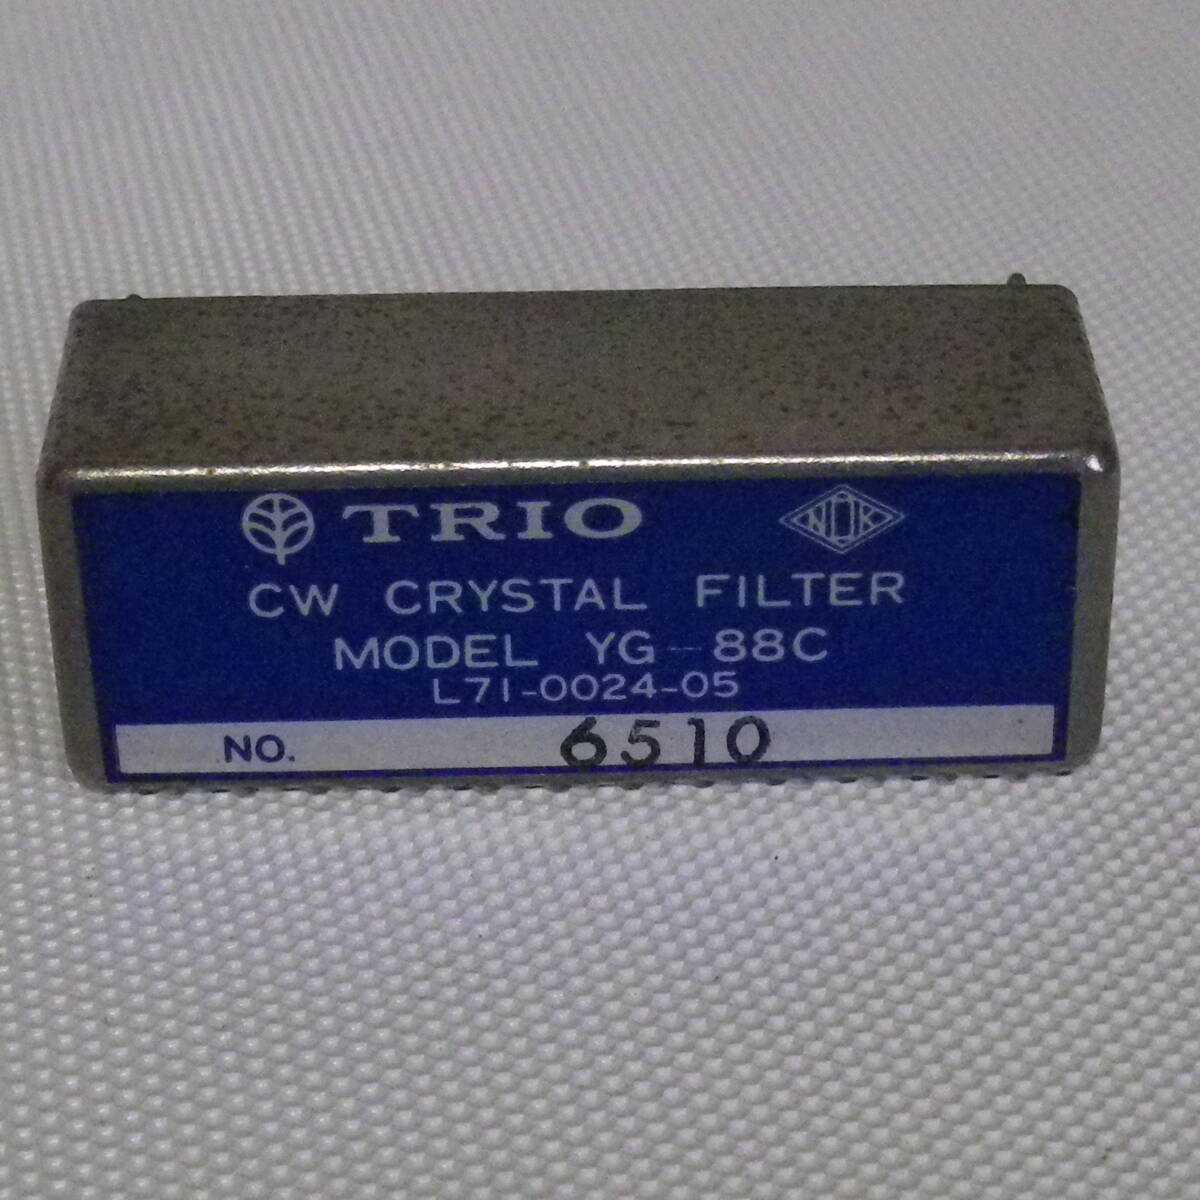 TRIO NDK
CW CRYSTAL FILTER
MODEL YG-88C
L71-0024-05
NO. 6510